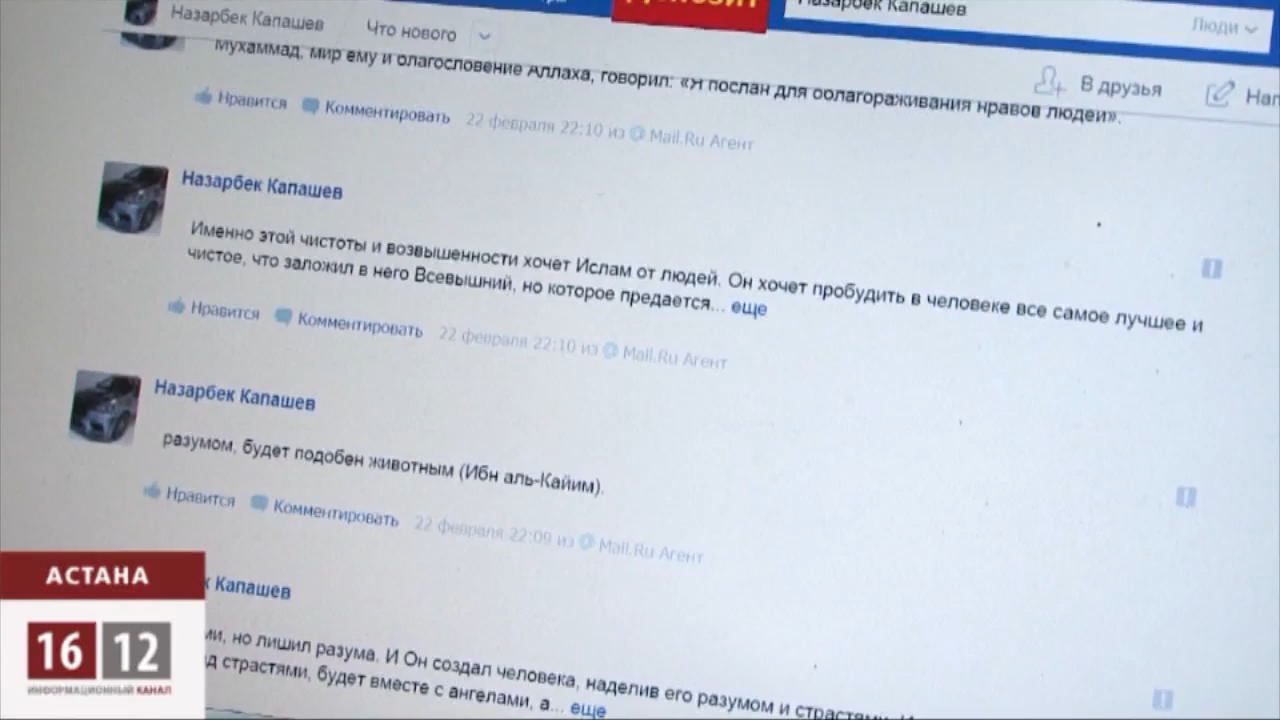 Назарбек Капашев
Что нового
Назарбек Капашев
Люди
В друзья
Мухаммад, мир ему и благословение Аллаха, говорил: «Я послан для облагораживания нравов людей».
Нравится Комментировать 22 февраля 22:10 из @ Mail.Ru Агент
Назарбек Капашев
Именно этой чистоты и возвышенности хочет Ислам от людей. Он хочет пробудить в человеке все самое лучшее и
чистое, что заложил в него Всевышний, но которое предается... еще
Нравится Комментировать 22 февраля 22:10 из @ Mail.Ru Агент
Назарбек Капашев
разумом, будет подобен животным (Ибн аль-Кайим).
Нравится Комментировать 22 февраля 22:09 из @ Mail.Ru Агент
Капашев
но лишил разума. И Он создал человека, наделив его разумом и страстями.
страстями, будет вместе с ангелами, а... еще
АСТАНА
16 12
ИНФОРМАЦИОННЫЙ КАНАЛ